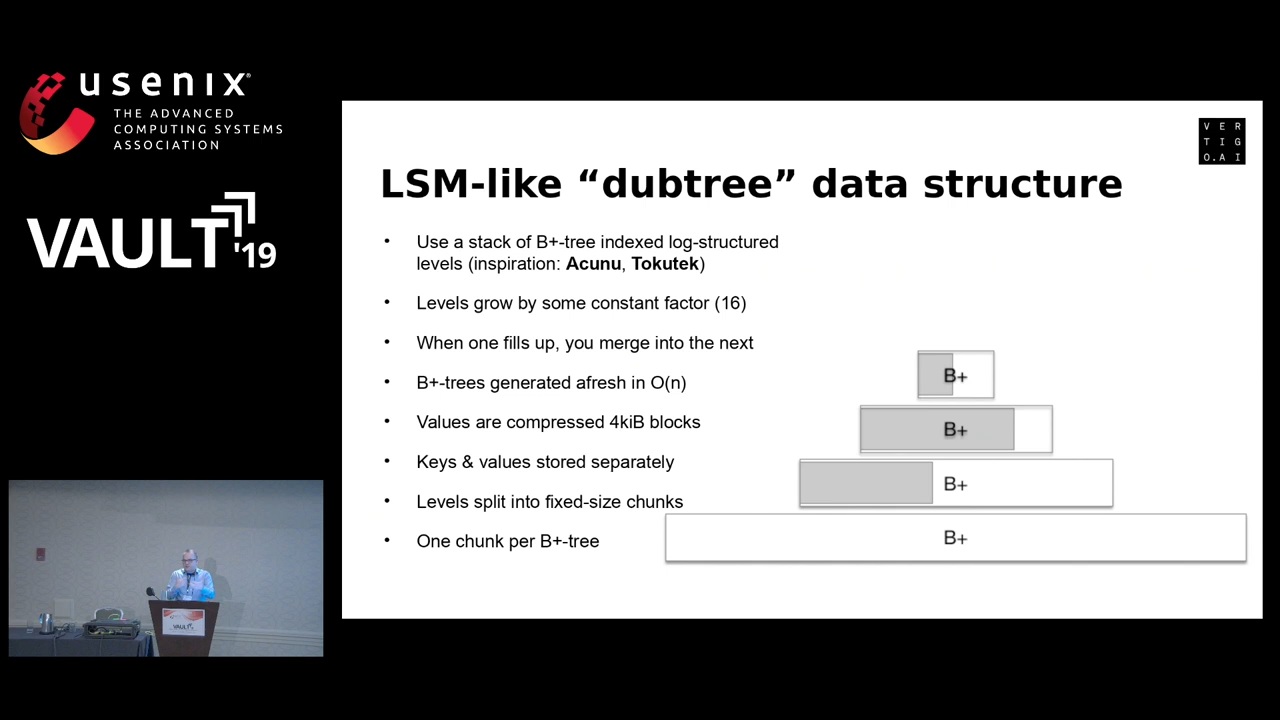 usenix®
THE ADVANCED
COMPUTING SYSTEMS
ASSOCIATION
VAULT '19
VER
TIG
O.AI
LSM-like “dubtree” data structure
• Use a stack of B+-tree indexed log-structured
levels (inspiration: Acunu, Tokutek)
• Levels grow by some constant factor (16)
• When one fills up, you merge into the next
• B+-trees generated afresh in O(n)
• Values are compressed 4kiB blocks
• Keys & values stored separately
• Levels split into fixed-size chunks
• One chunk per B+-tree
B+
B+
B+
B+
VAULT